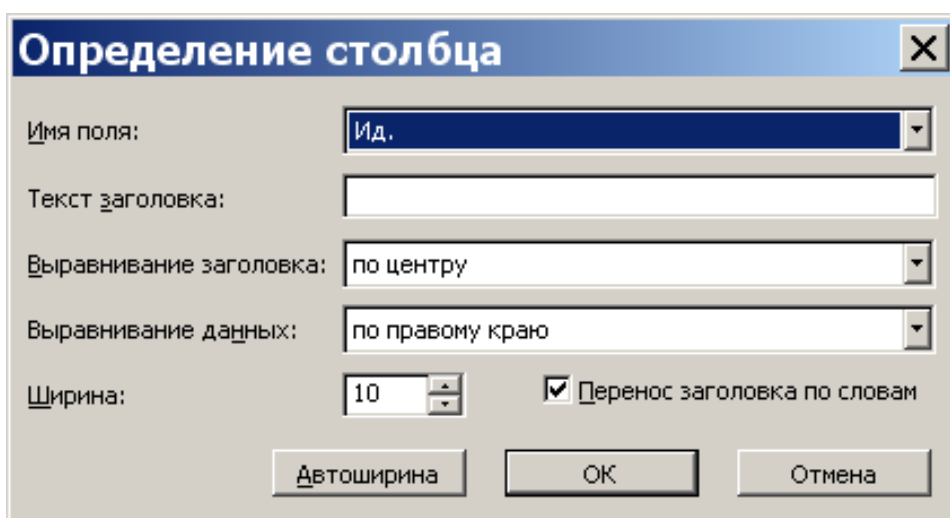 Определение столбца
Имя поля: Ид.
Текст заголовка:
Выравнивание заголовка: по центру
Выравнивание данных: по правому краю
Ширина: 10 Перенос заголовка по словам
Автоширина ОК Отмена